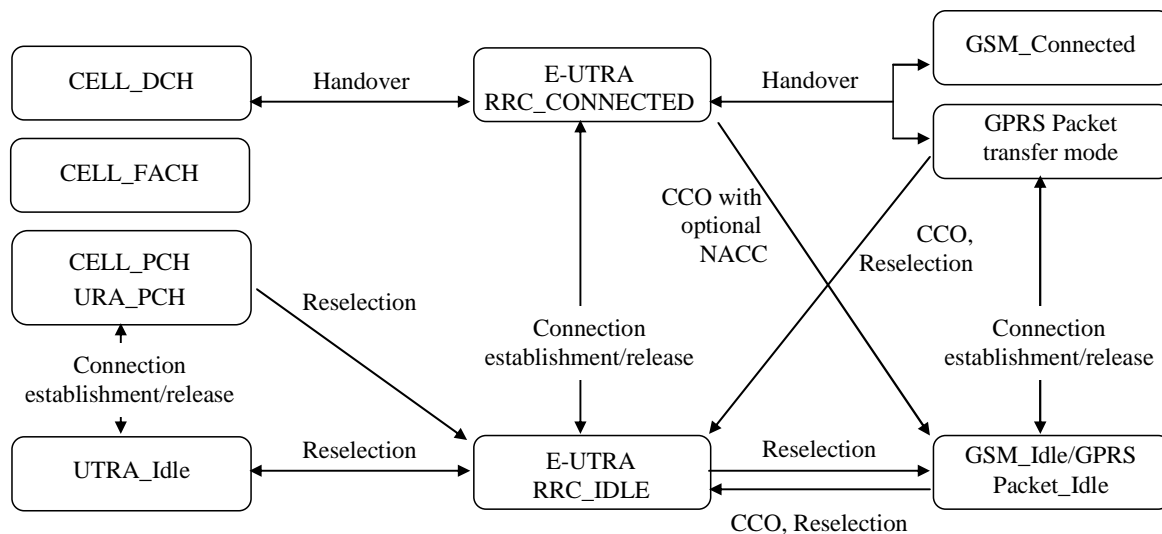 GSM_Connected
CELL_DCH
Handover
E-UTRA
RRC_CONNECTED
Handover
GPRS Packet
transfer mode
CELL_FACH
CCO with
optional
NACC
CCO,
Reselection
CELL_PCH
URA_PCH
Reselection
Connection
establishment/release
Connection
establishment/release
Connection
establishment/release
UTRA_Idle
Reselection
E-UTRA
RRC_IDLE
Reselection
GSM_Idle/GPRS
Packet_Idle
CCO, Reselection